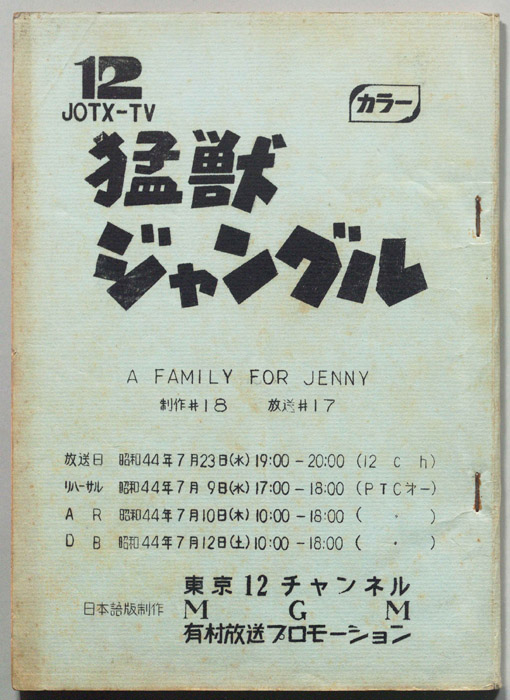 12
JOTX-TV
カラー
猛獣
ジャングル
A FAMILY FOR JENNY
制作#18 放送#17
放送日 昭和44年7月23日(水) 19:00-20:00 (12 c h)
リハーサル 昭和44年7月 9日(水) 17:00-18:00 (PTCオー)
A R 昭和44年7月10日(木) 10:00-18:00 ( 〃 )
D B 昭和44年7月12日(土) 10:00-18:00 ( 〃 )
東京12チャンネル
日本語版制作 M G M
有村放送プロモーション